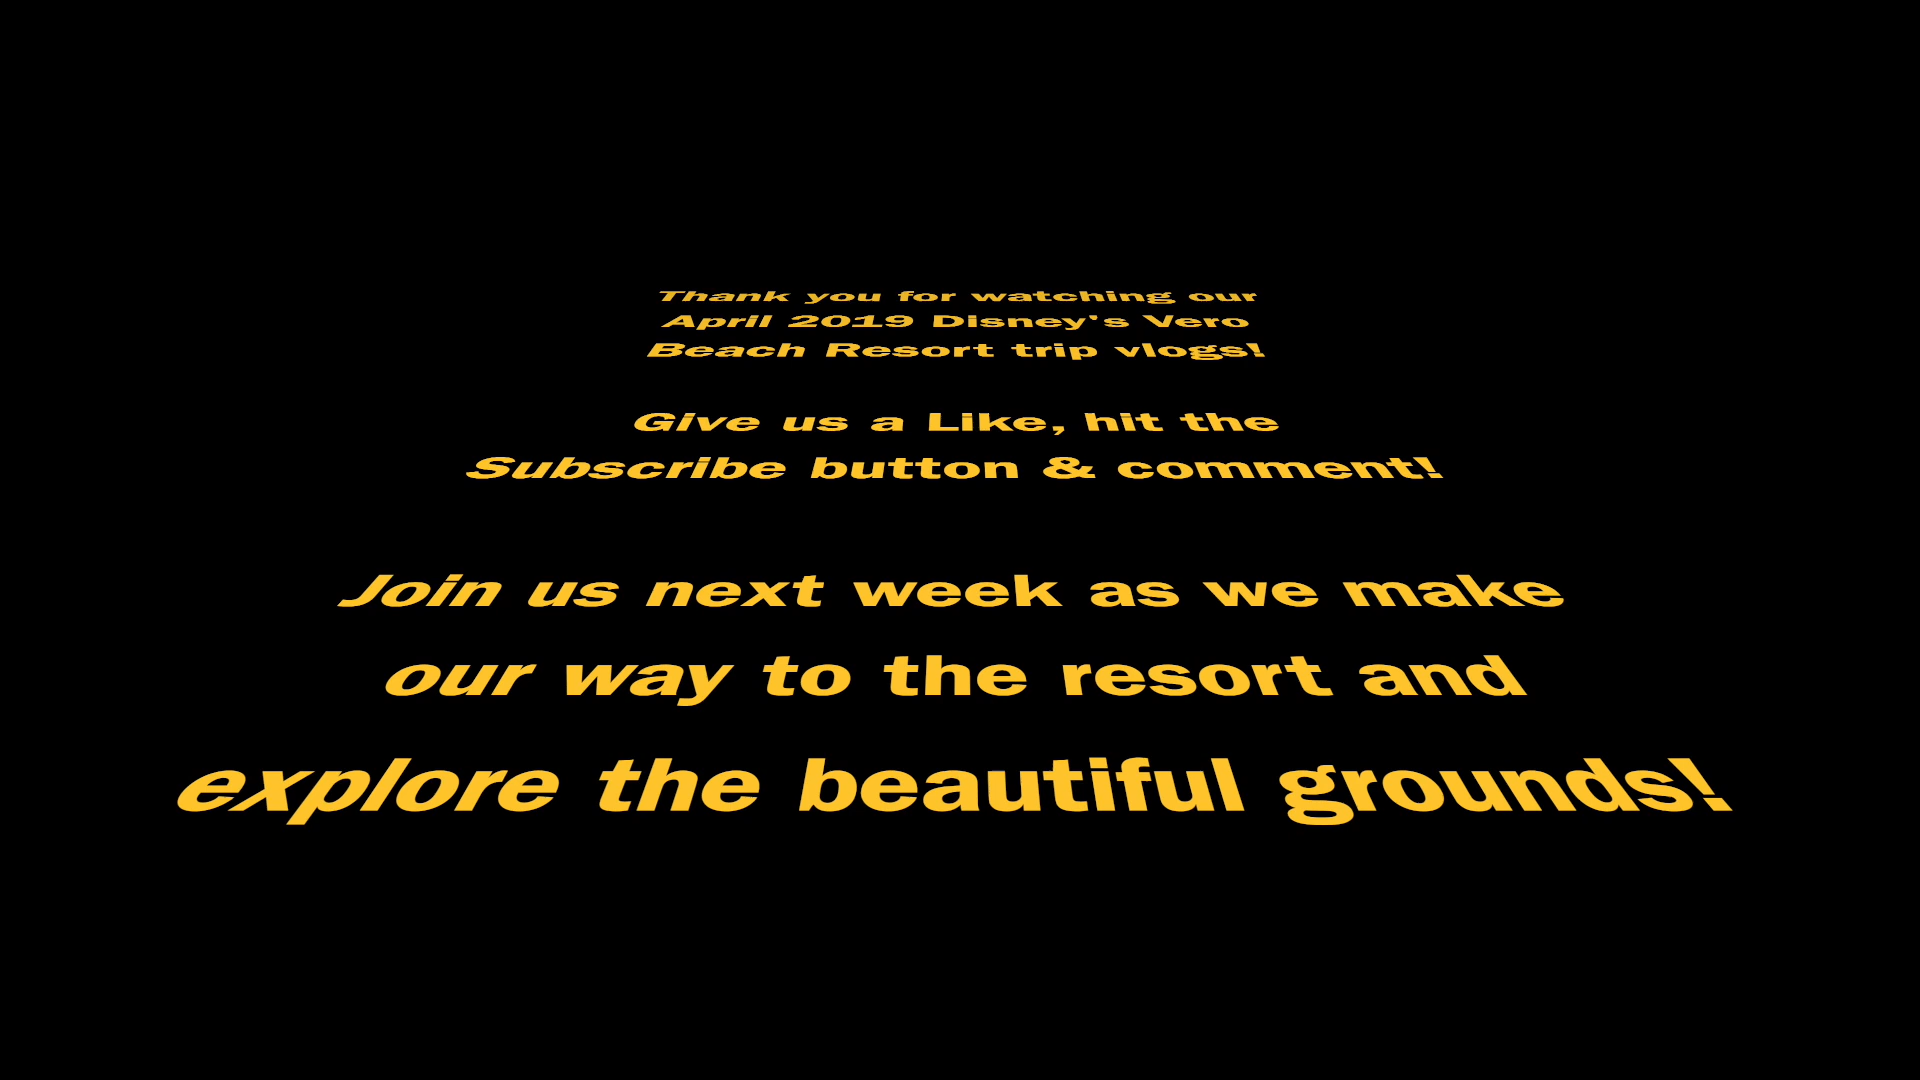 Thank you for watching our
April 2019 Disney's Vero
Beach Resort trip vlogs!
Give us a Like, hit the
Subscribe button & comment!
Join us next week as we make
our way to the resort and
explore the beautiful grounds!